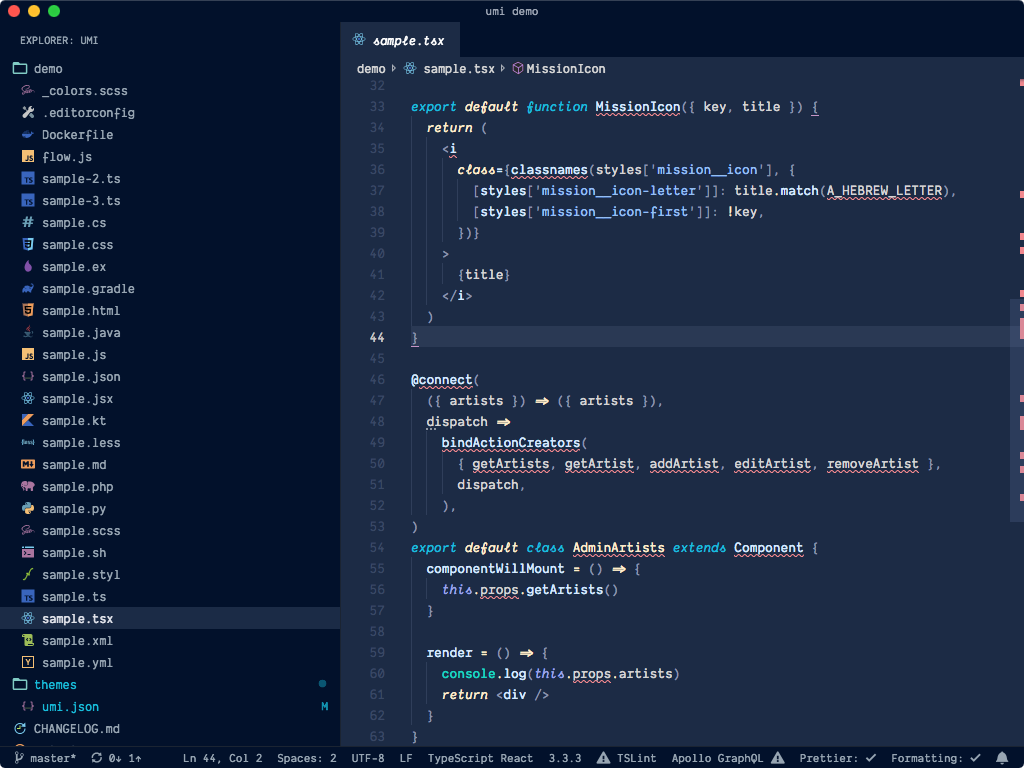 umi demo
EXPLORER: UMI
demo
_colors.scss
.editorconfig
Dockerfile
flow.js
sample-2.ts
sample-3.ts
sample.cs
sample.css
sample.ex
sample.gradle
sample.html
sample.java
sample.js
sample.json
sample.jsx
sample.kt
sample.less
sample.md
sample.php
sample.py
sample.scss
sample.sh
sample.styl
sample.ts
sample.tsx
sample.xml
sample.yml
themes
umi.json M
CHANGELOG.md
sample.tsx
demo sample.tsx MissionIcon
32
33 export default function MissionIcon({ key, title }) {
34 return (
35 <i
36 class={classnames(styles['mission__icon'], {
37 [styles['mission__icon-letter']]: title.match(A_HEBREW_LETTER),
38 [styles['mission__icon-first']]: !key,
39 })}
40 >
41 {title}
42 </i>
43 )
44 }
45
46 @connect(
47 ({ artists }) => ({ artists }),
48 dispatch =>
49 bindActionCreators(
50 { getArtists, getArtist, addArtist, editArtist, removeArtist },
51 dispatch,
52 ),
53 )
54 export default class AdminArtists extends Component {
55 componentWillMount = () => {
56 this.props.getArtists()
57 }
58
59 render = () => {
60 console.log(this.props.artists)
61 return <div />
62 }
63 }
master* 0↓ 1↑ Ln 44, Col 2 Spaces: 2 UTF-8 LF TypeScript React 3.3.3 TSLint Apollo GraphQL Prettier: ✓ Formatting: ✓